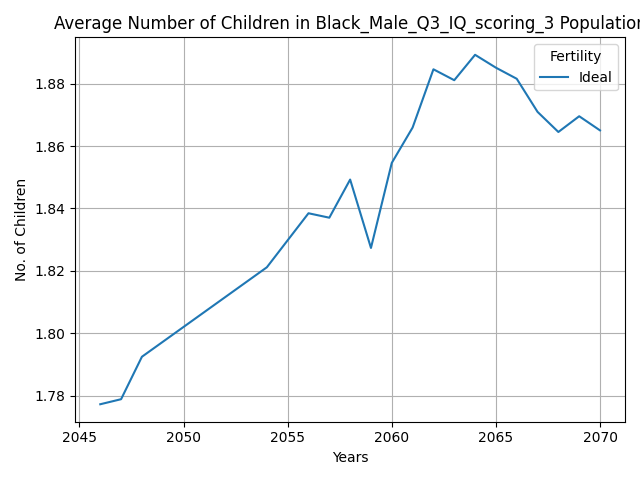 Average Number of Children in Black_Male_Q3_IQ_scoring_3 Population
Fertility
Ideal
No. of Children
1.88
1.86
1.84
1.82
1.80
1.78
2045 2050 2055 2060 2065 2070
Years